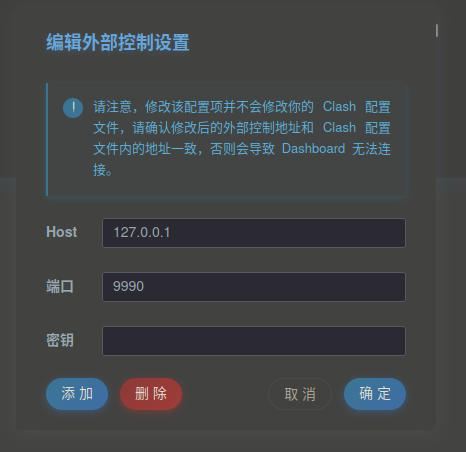 编辑外部控制设置
请注意，修改该配置项并不会修改你的 Clash 配置
文件，请确认修改后的外部控制地址和 Clash 配置
文件内的地址一致，否则会导致 Dashboard 无法连
接。
Host 127.0.0.1
端口 9990
密钥
添 加 删 除 取 消 确 定